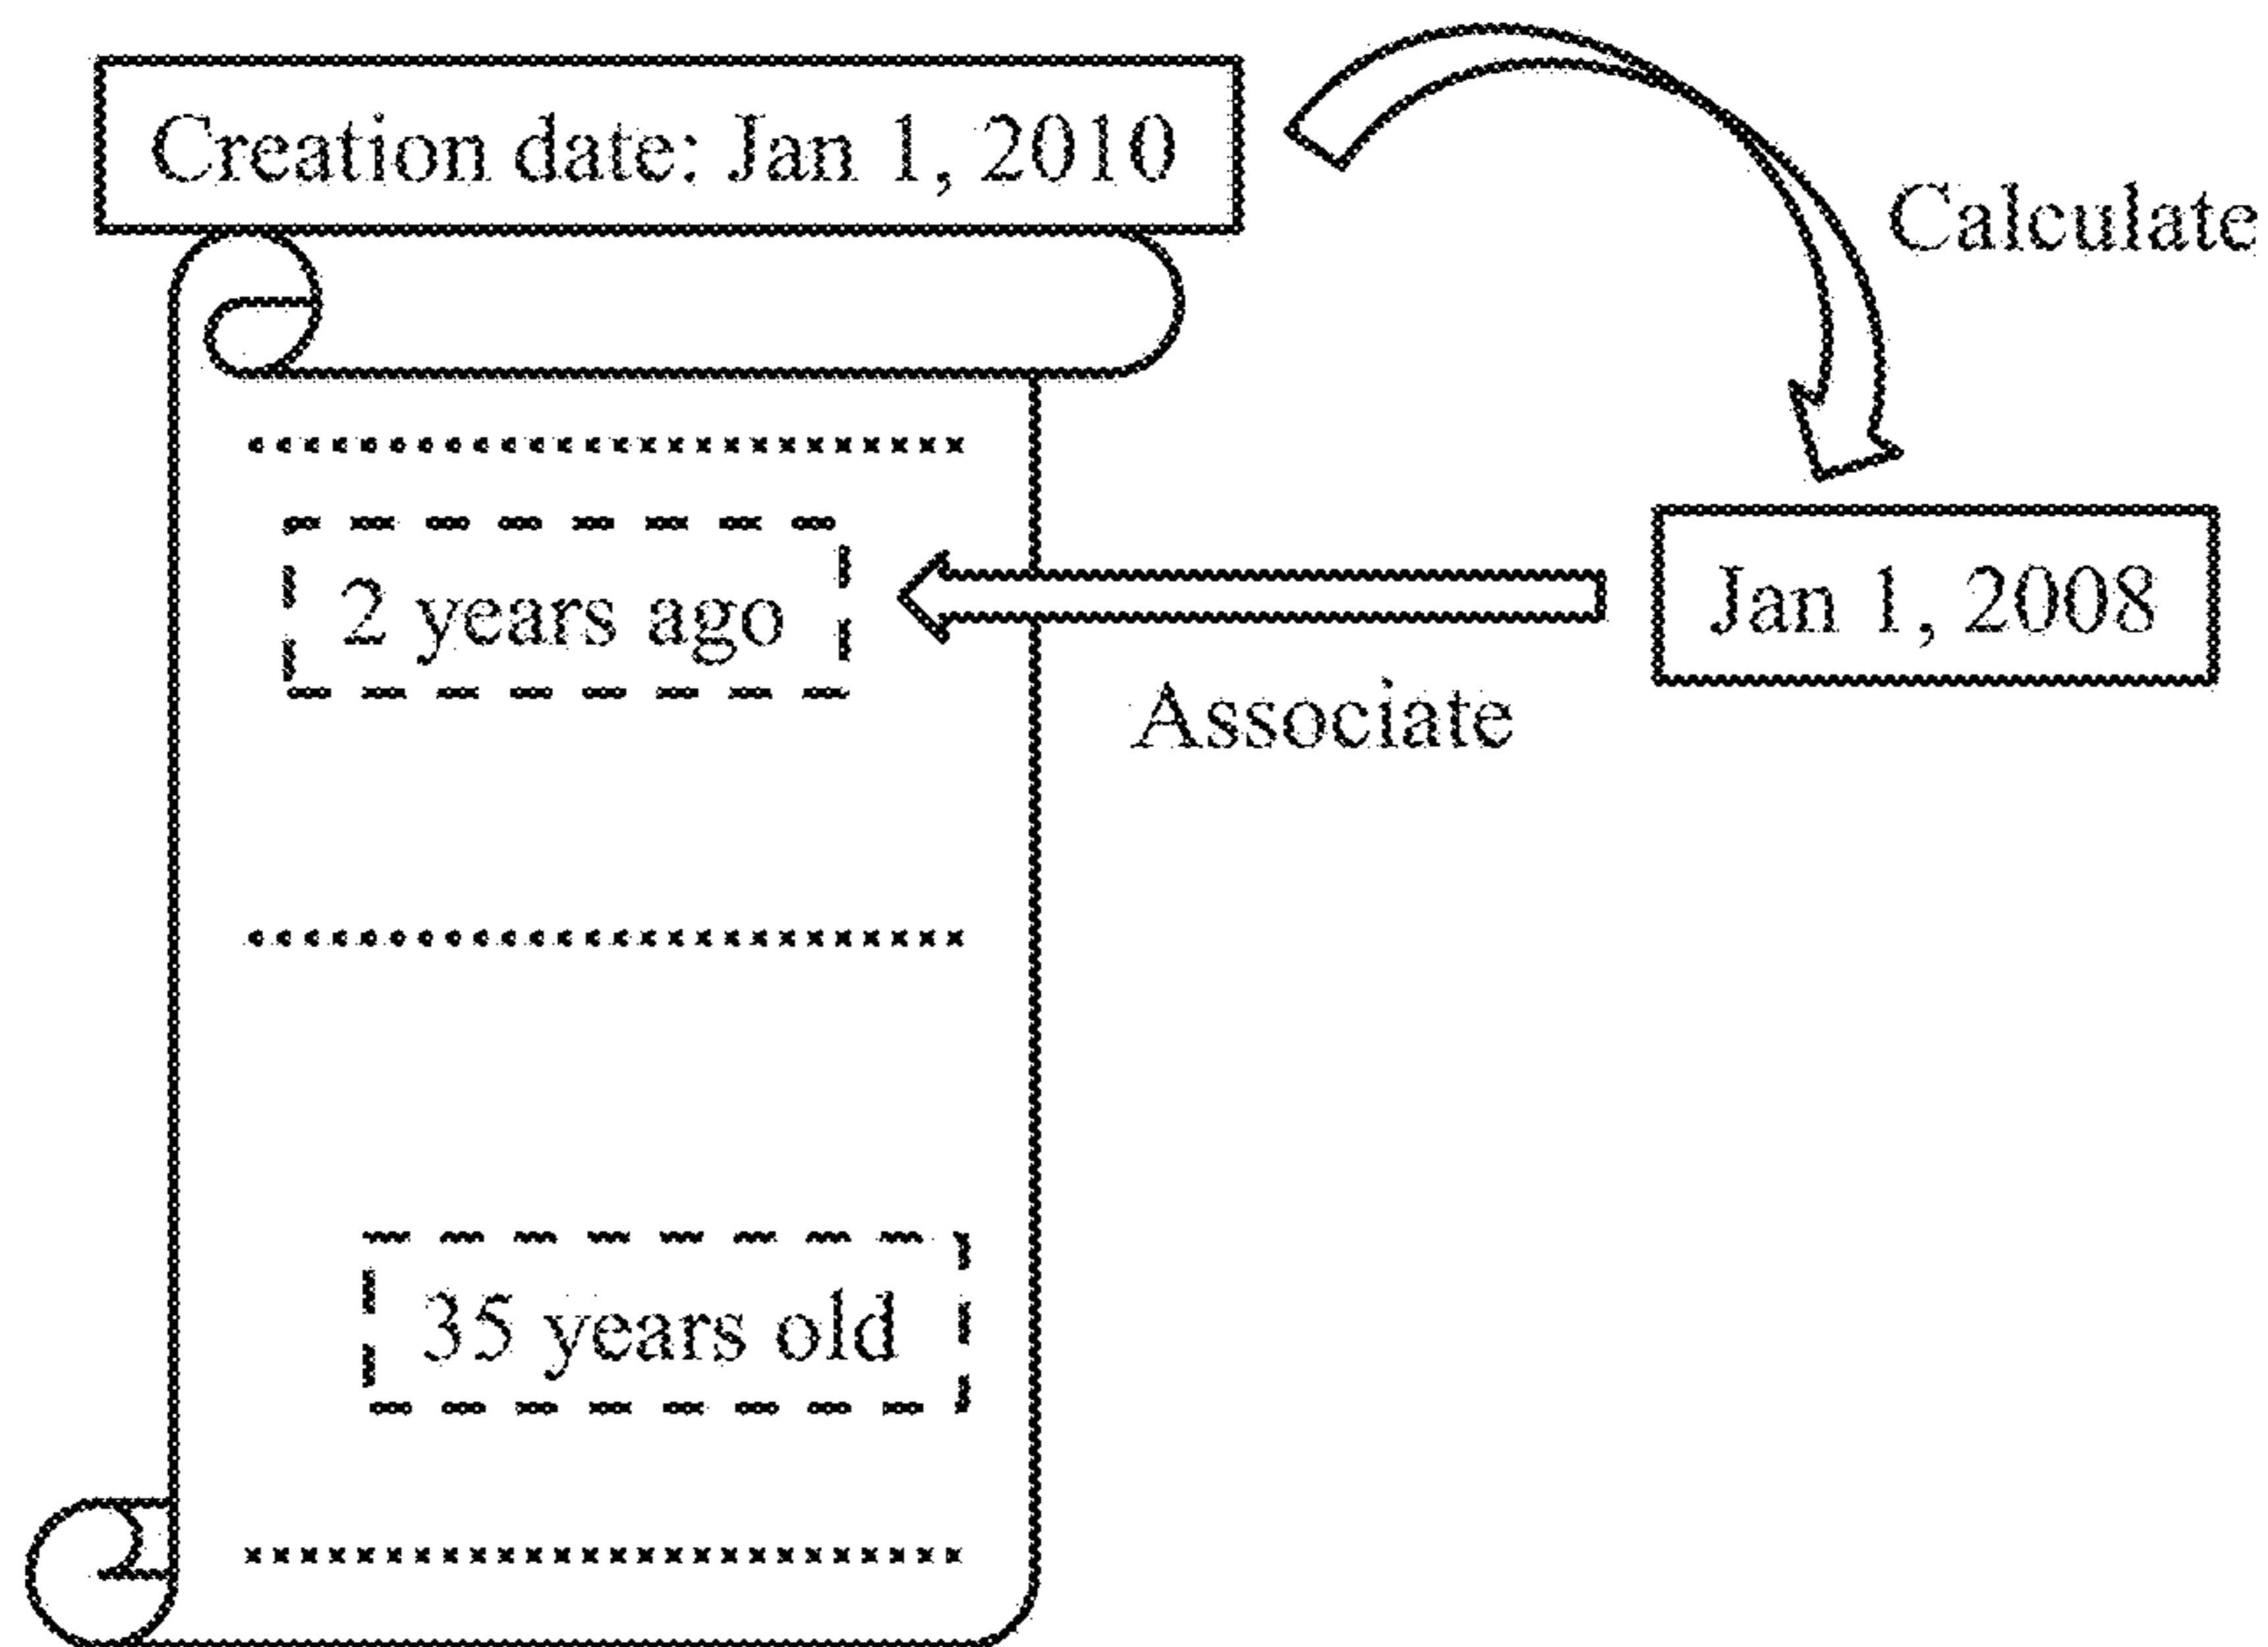 Creation date: Jan 1, 2010
Calculate
2 years ago
Jan 1, 2008
Associate
35 years old